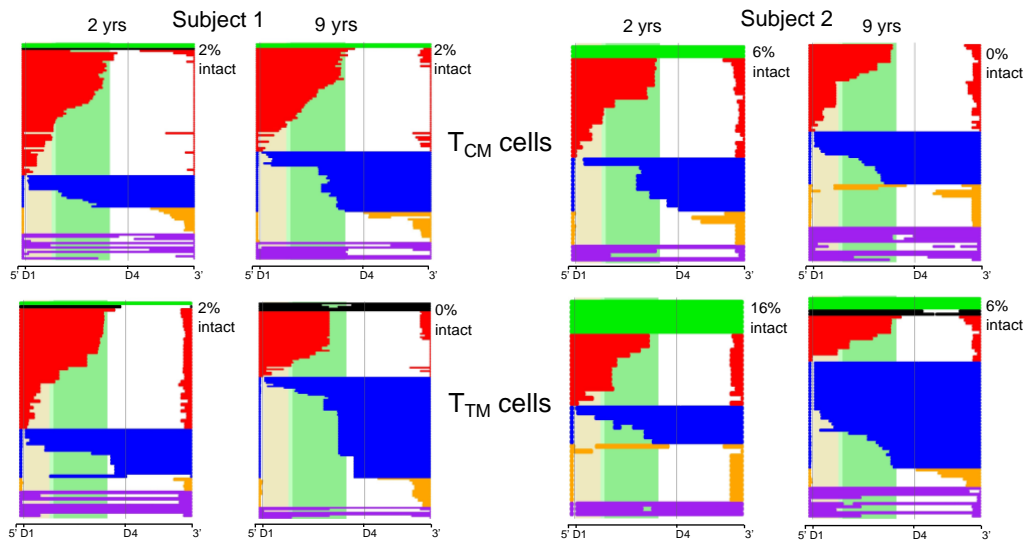 Subject 1
Subject 2
2 yrs
9 yrs
2 yrs
9 yrs
2%
intact
2%
intact
6%
intact
0%
intact
TCM cells
5' D1 D4 3'
5' D1 D4 3'
5' D1 D4 3'
5' D1 D4 3'
2%
intact
0%
intact
16%
intact
6%
intact
TTM cells
5' D1 D4 3'
5' D1 D4 3'
5' D1 D4 3'
5' D1 D4 3'